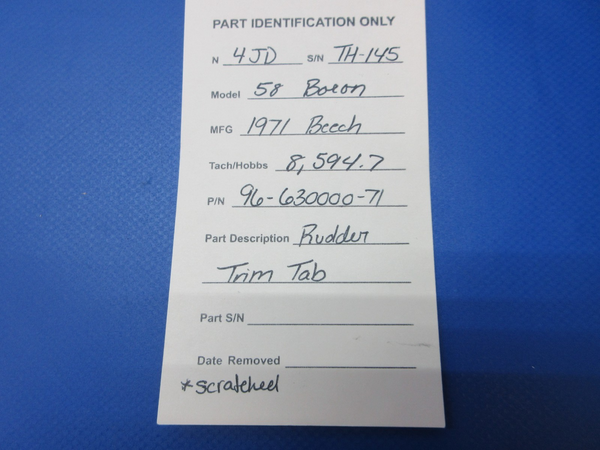 PART IDENTIFICATION ONLY
N 4JD S/N TH-145
Model 58 Baron
MFG 1971 Beech
Tach/Hobbs 8,594.7
P/N 96-630000-71
Part Description Rudder
Trim Tab
Part S/N
Date Removed
*scratched